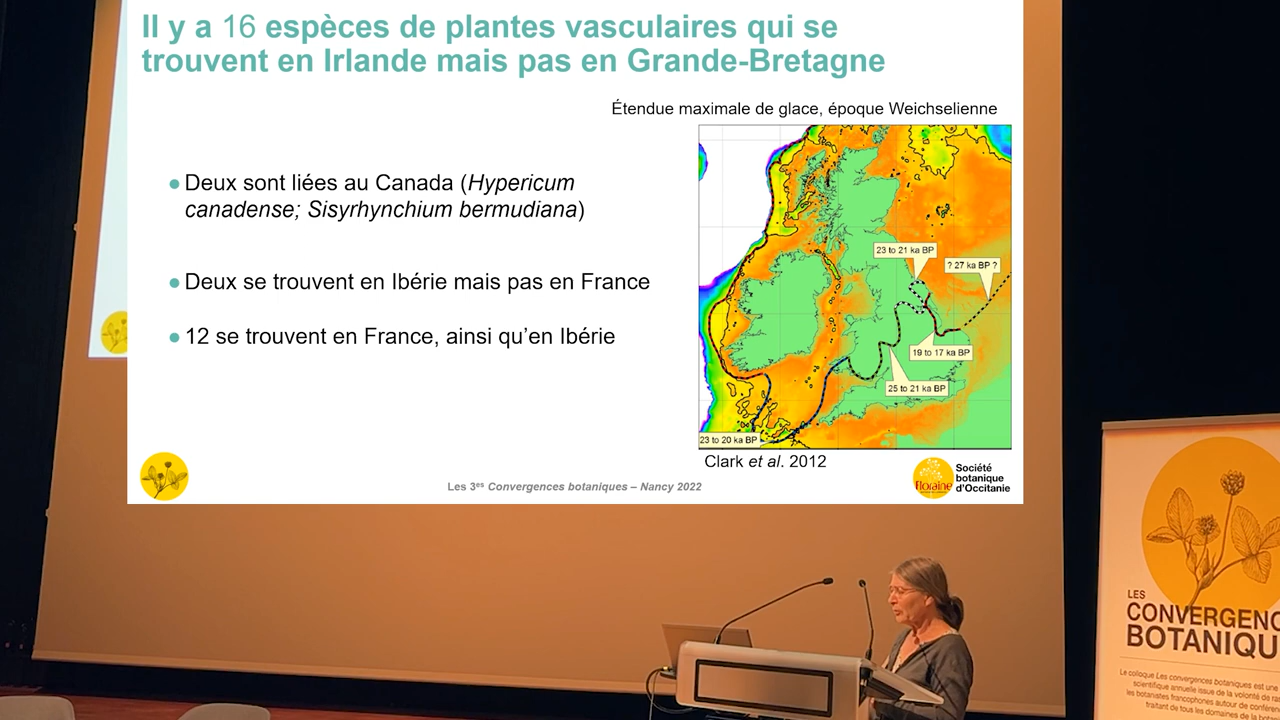 Il y a 16 espèces de plantes vasculaires qui se
trouvent en Irlande mais pas en Grande-Bretagne
Étendue maximale de glace, époque Weichselienne
Deux sont liées au Canada (Hypericum
canadense; Sisyrhynchium bermudiana)
Deux se trouvent en Ibérie mais pas en France
12 se trouvent en France, ainsi qu’en Ibérie
23 to 21 ka BP
? 27 ka BP ?
19 to 17 ka BP
25 to 21 ka BP
23 to 20 ka BP
Clark et al. 2012
Les 3es Convergences botaniques – Nancy 2022
floraine
Société
botanique
d’Occitanie
LES
CONVERGENC
BOTANIQU
Le colloque Les convergences botaniques est une
scientifique annuelle issue de la volonté de ra
les botanistes francophones autour de conféren
traitant de tous les domaines de la